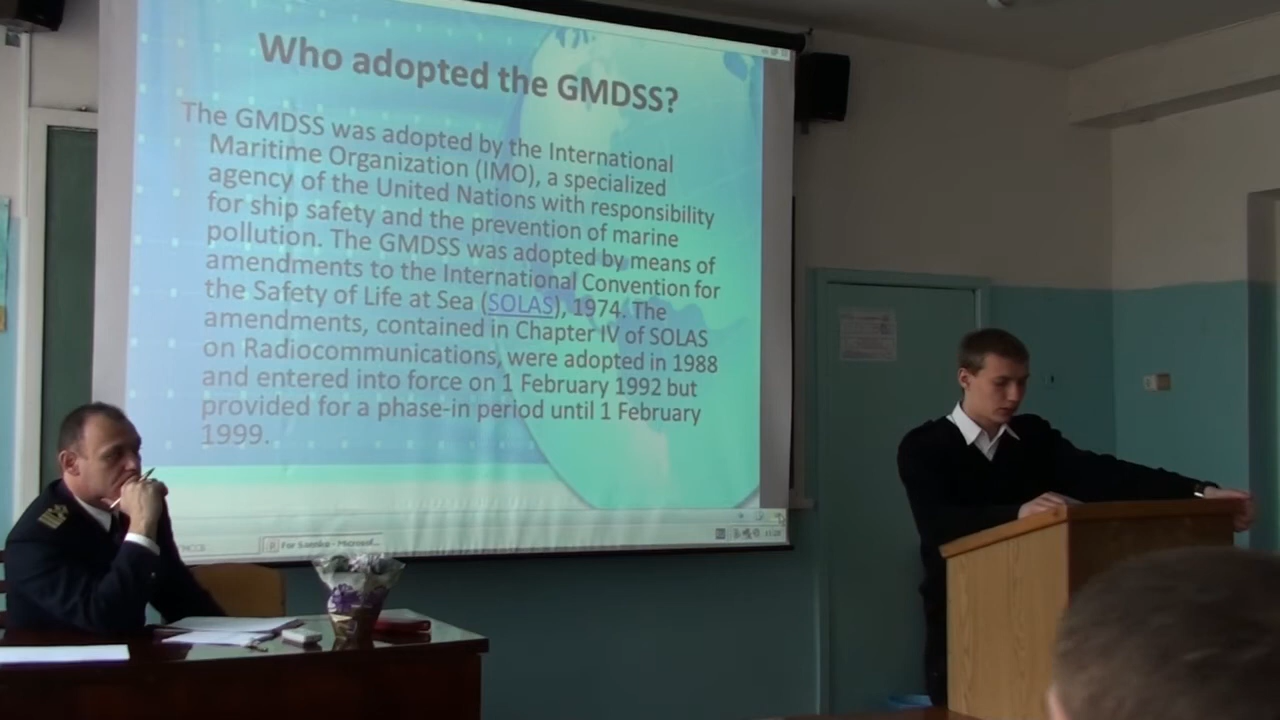 Who adopted the GMDSS?
The GMDSS was adopted by the International
Maritime Organization (IMO), a specialized
agency of the United Nations with responsibility
for ship safety and the prevention of marine
pollution. The GMDSS was adopted by means of
amendments to the International Convention for
the Safety of Life at Sea (SOLAS), 1974. The
amendments, contained in Chapter IV of SOLAS
on Radiocommunications, were adopted in 1988
and entered into force on 1 February 1992 but
provided for a phase-in period until 1 February
1999.